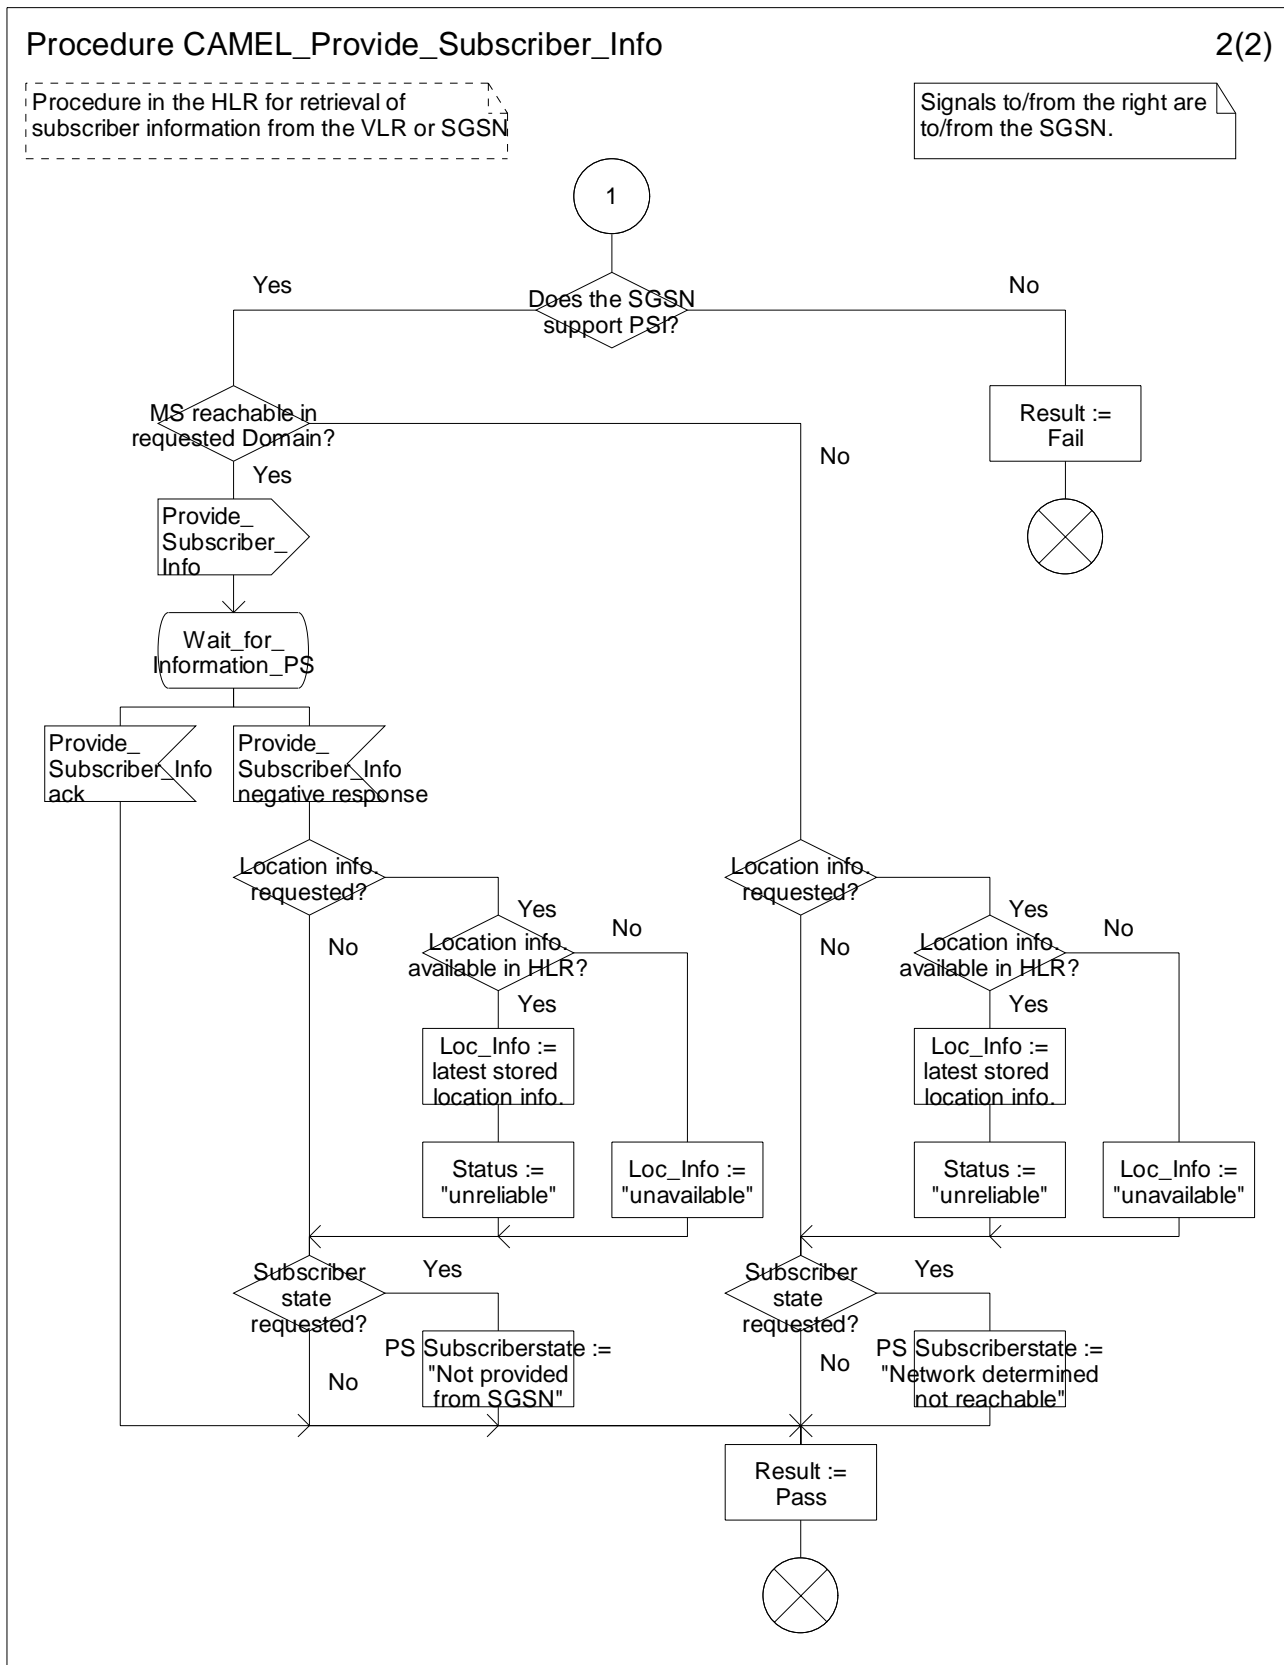 Procedure CAMEL_Provide_Subscriber_Info
2(2)
Procedure in the HLR for retrieval of
subscriber information from the VLR or SGSN
Signals to/from the right are
to/from the SGSN.
1
Yes
No
Does the SGSN
support PSI?
MS reachable in
requested Domain?
Result :=
Fail
No
Yes
Provide_
Subscriber_
Info
Wait_for_
Information_PS
Provide_
Subscriber_Info
ack
Provide_
Subscriber_Info
negative response
Location info.
requested?
Yes
No
No
Location info.
available in HLR?
Yes
Loc_Info :=
latest stored
location info.
Status :=
"unreliable"
Loc_Info :=
"unavailable"
Location info.
requested?
Yes
No
No
Location info.
available in HLR?
Yes
Loc_Info :=
latest stored
location info.
Status :=
"unreliable"
Loc_Info :=
"unavailable"
Subscriber
state
requested?
Yes
No
PS Subscriberstate :=
"Not provided
from SGSN"
Subscriber
state
requested?
Yes
No
PS Subscriberstate :=
"Network determined
not reachable"
Result :=
Pass